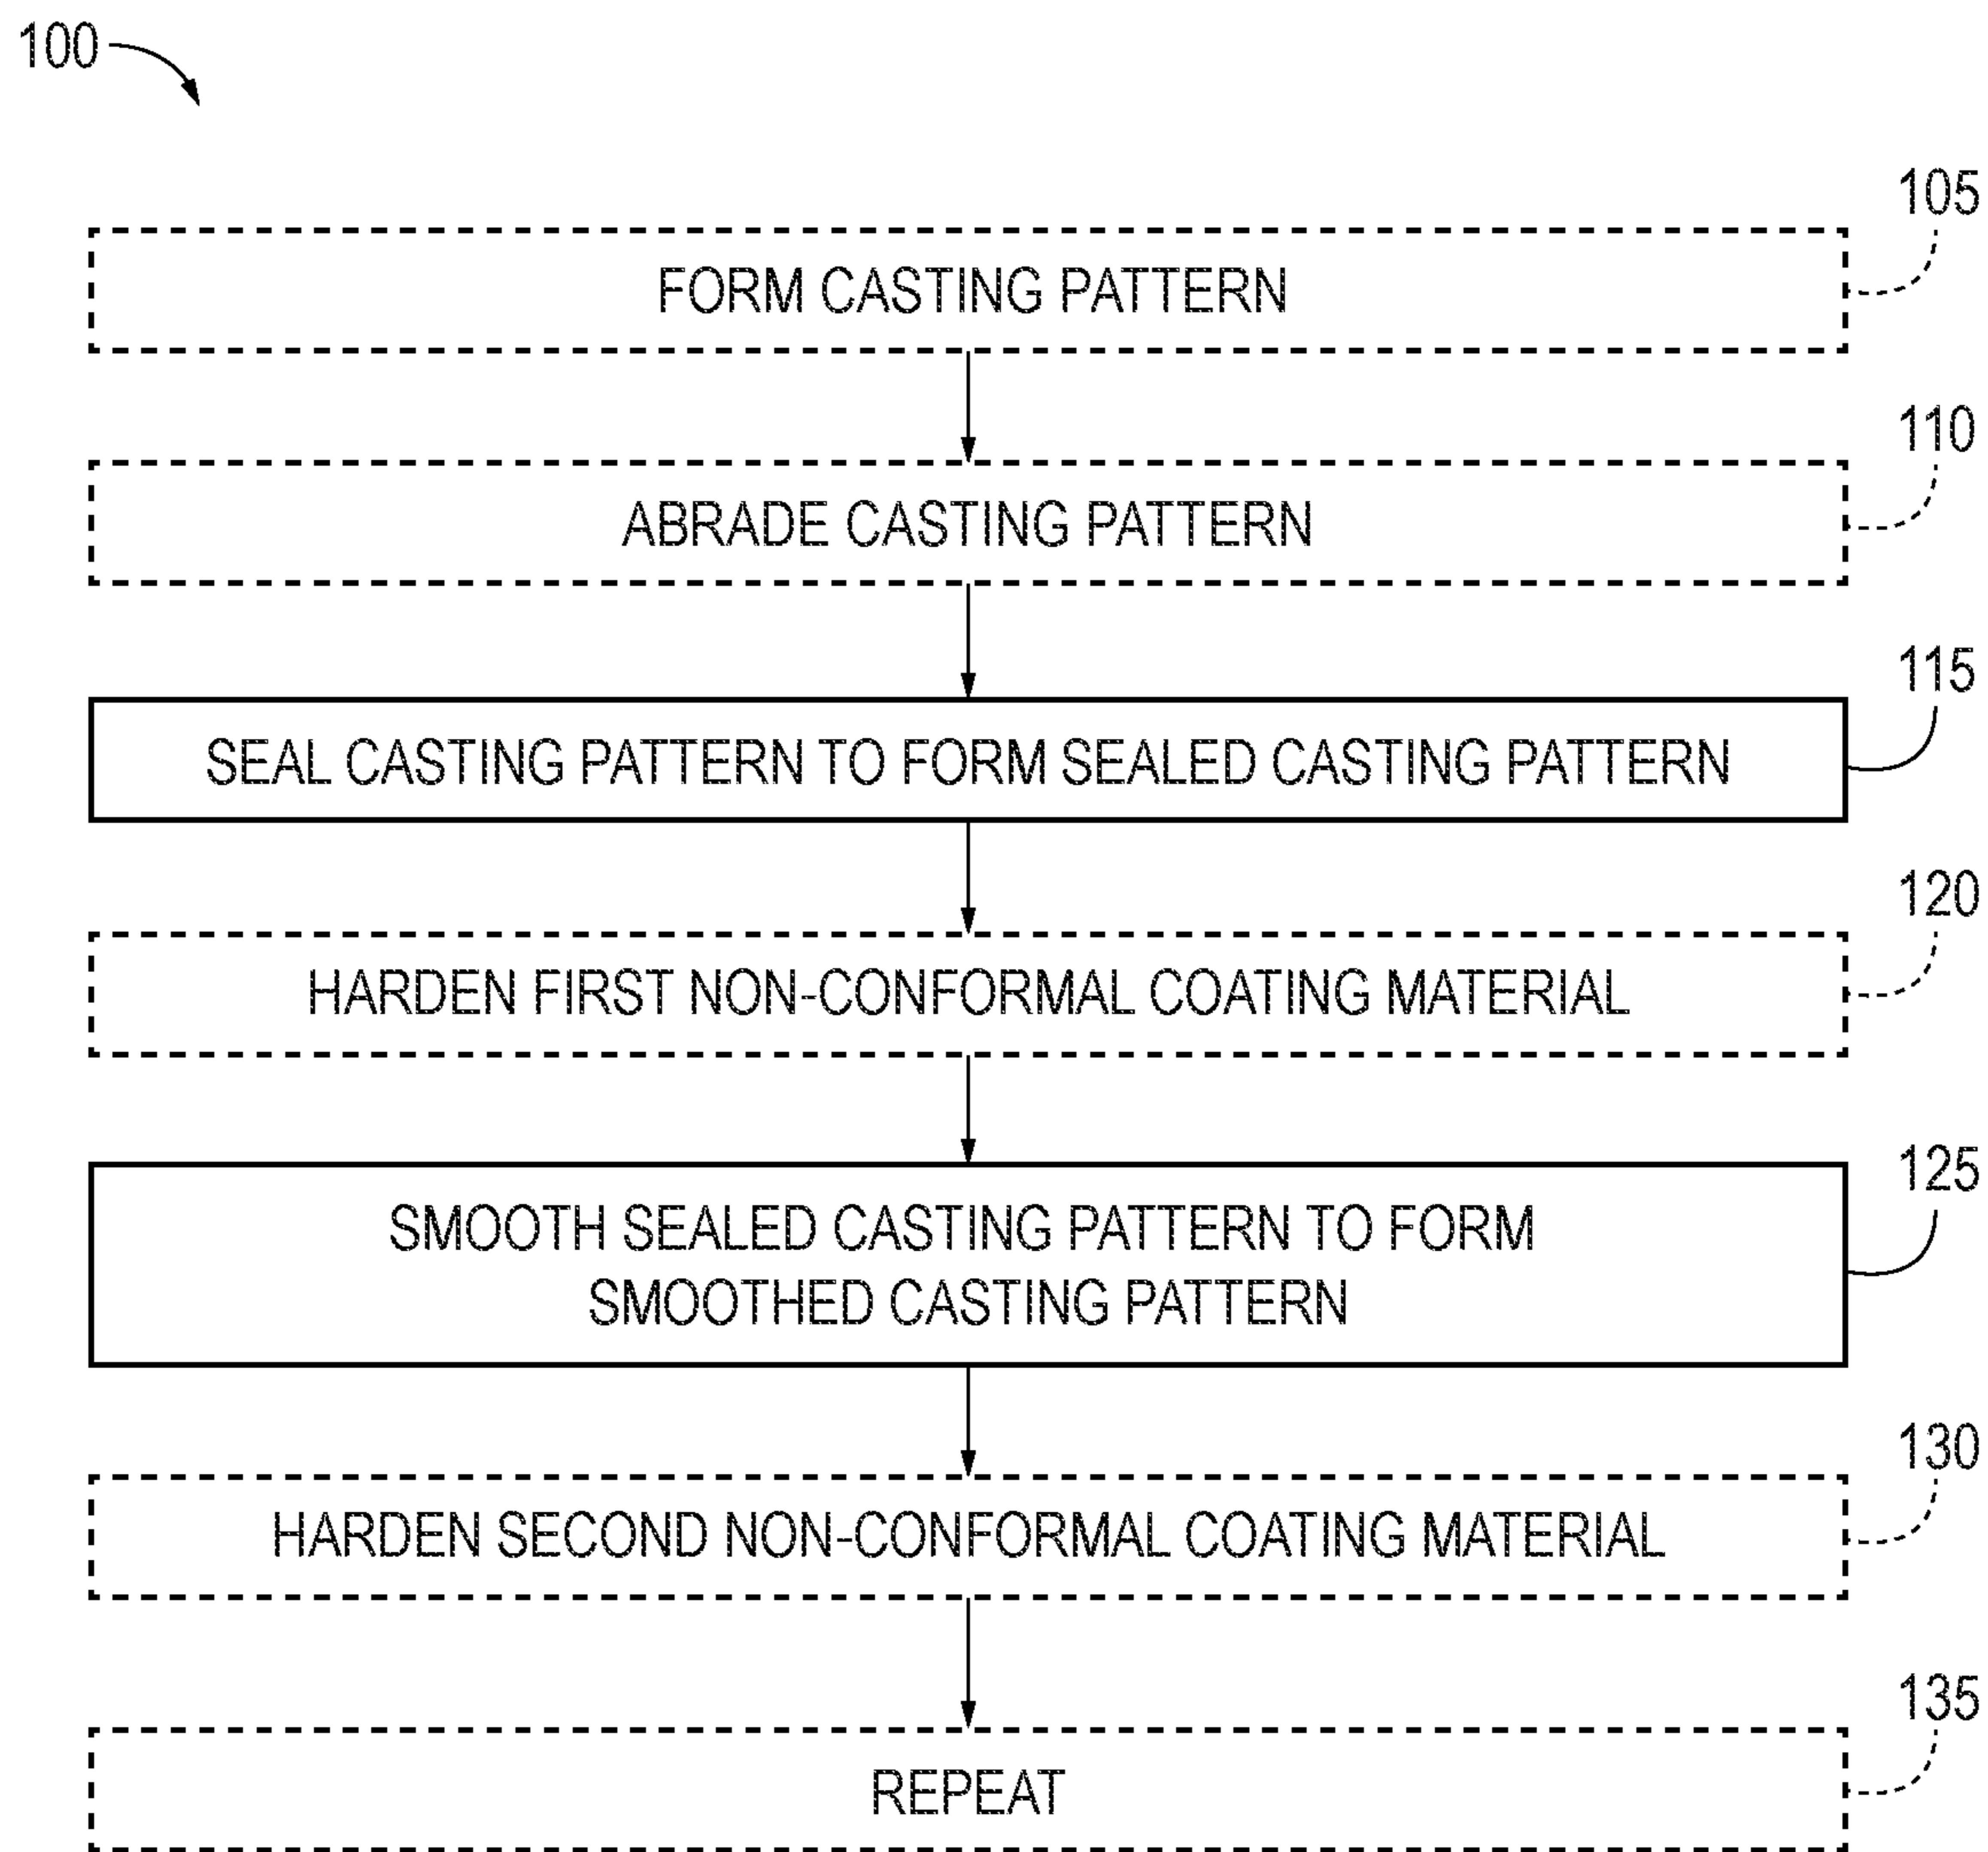 100
105
FORM CASTING PATTERN
110
ABRADE CASTING PATTERN
115
SEAL CASTING PATTERN TO FORM SEALED CASTING PATTERN
120
HARDEN FIRST NON-CONFORMAL COATING MATERIAL
125
SMOOTH SEALED CASTING PATTERN TO FORM
SMOOTHED CASTING PATTERN
130
HARDEN SECOND NON-CONFORMAL COATING MATERIAL
135
REPEAT